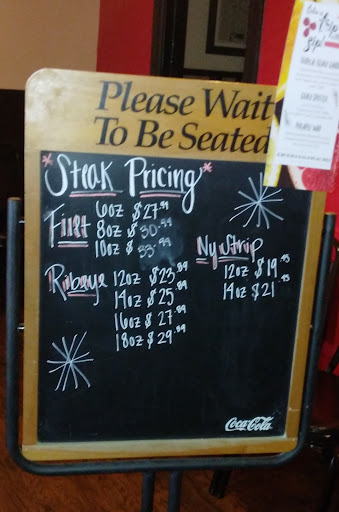 Please Wait
To Be Seated
*Steak Pricing*
Filet 6oz $27.99
8oz $30.99
10oz $33.99
Ribeye 12oz $23.99
14oz $25.99
16oz $27.99
18oz $29.99
Ny Strip
12oz $19.95
14oz $21.95
Coca-Cola